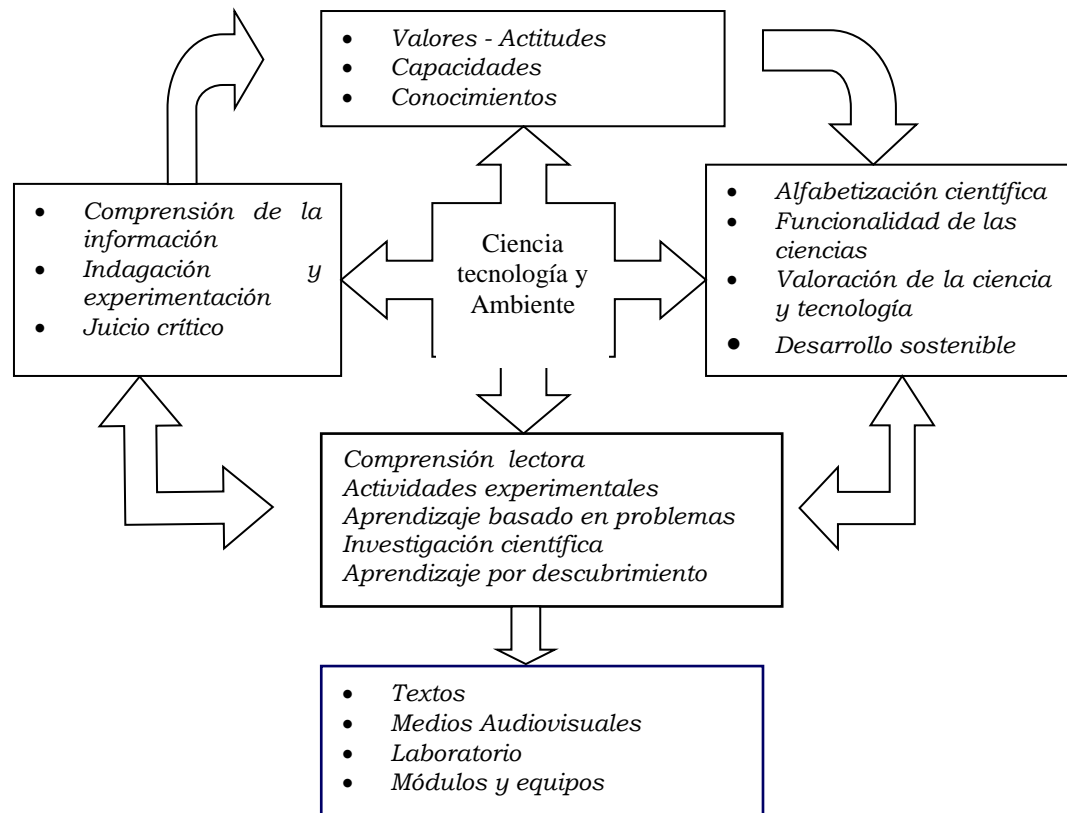 • Valores - Actitudes
• Capacidades
• Conocimientos
• Comprensión de la
información
• Indagación y
experimentación
• Juicio crítico
Ciencia
tecnología y
Ambiente
• Alfabetización científica
• Funcionalidad de las
ciencias
• Valoración de la ciencia
y tecnología
• Desarrollo sostenible
Comprensión lectora
Actividades experimentales
Aprendizaje basado en problemas
Investigación científica
Aprendizaje por descubrimiento
• Textos
• Medios Audiovisuales
• Laboratorio
• Módulos y equipos